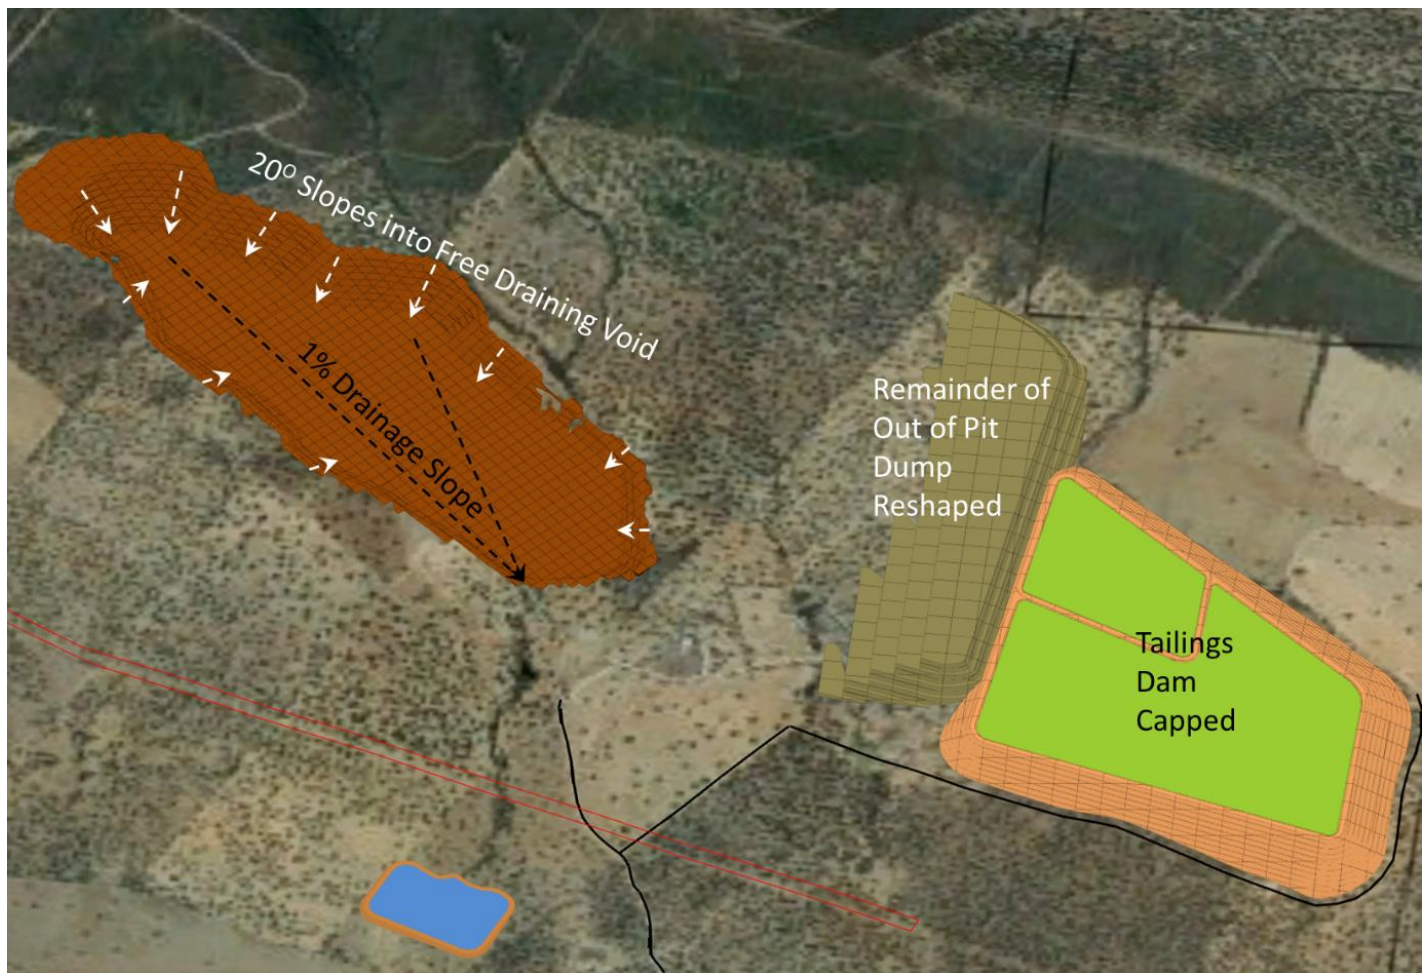 20° Slopes into Free Draining Void
1% Drainage Slope
Remainder of
Out of Pit
Dump
Reshaped
Tailings
Dam
Capped